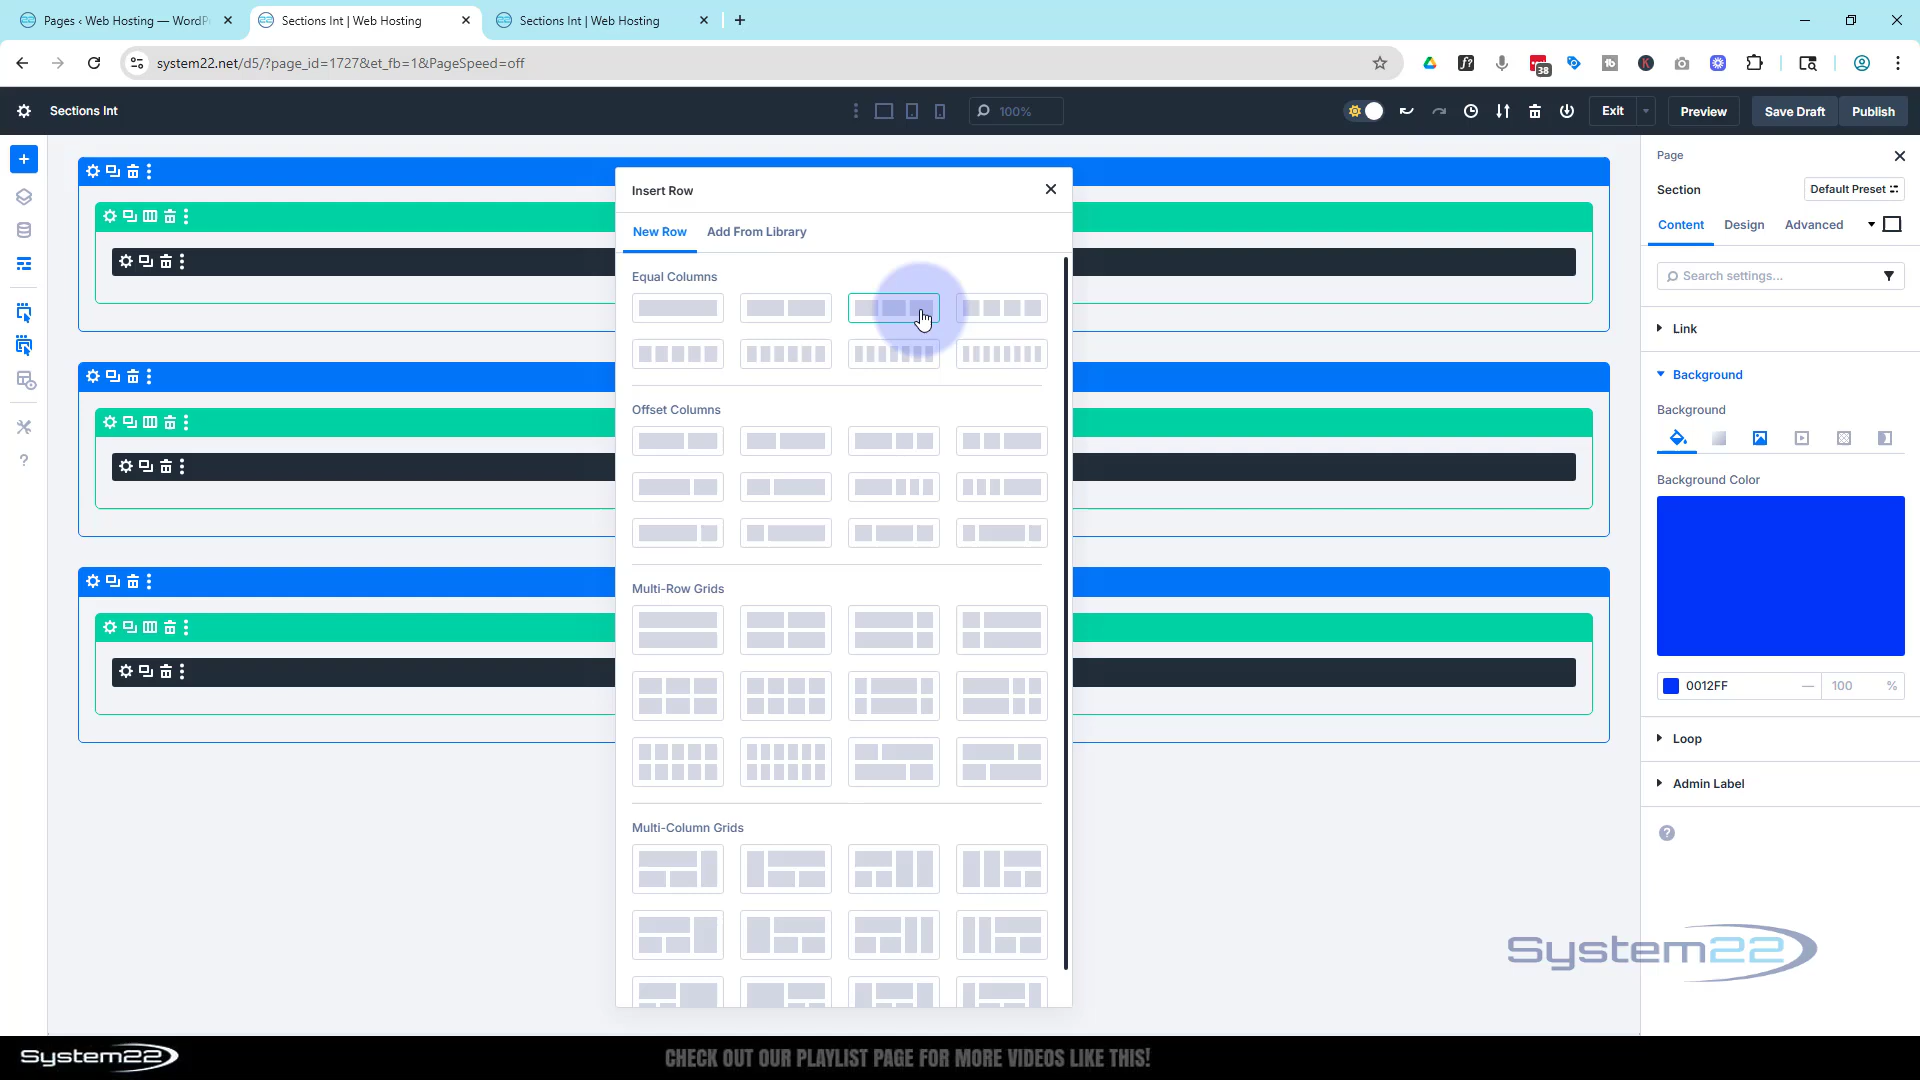 Pages ‹ Web Hosting — WordP
Sections Int | Web Hosting
Sections Int | Web Hosting
system22.net/d5/?page_id=1727&et_fb=1&PageSpeed=off
38
Sections Int
100%
Exit
Preview
Save Draft
Publish
Insert Row
New Row
Add From Library
Equal Columns
Offset Columns
Multi-Row Grids
Multi-Column Grids
Page
Section
Default Preset
Content
Design
Advanced
Search settings...
Link
Background
Background
Background Color
0012FF
100
%
Loop
Admin Label
System22
System22
CHECK OUT OUR PLAYLIST PAGE FOR MORE VIDEOS LIKE THIS!